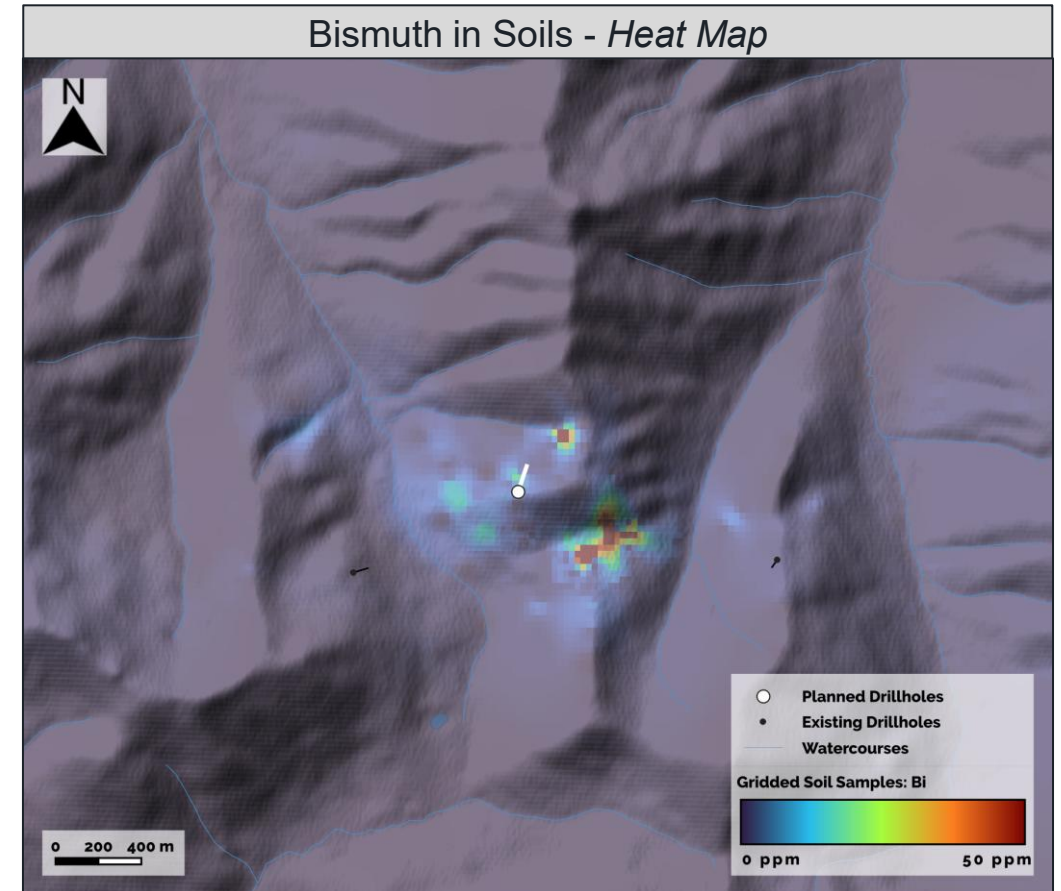 Bismuth in Soils - Heat Map
N
Planned Drillholes
Existing Drillholes
Watercourses
Gridded Soil Samples: Bi
0 ppm 50 ppm
0 200 400 m